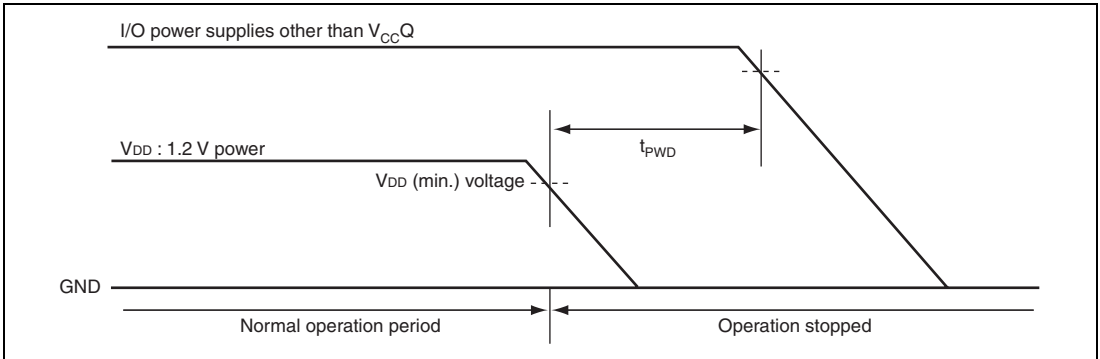 I/O power supplies other than VCCQ
VDD : 1.2 V power
tPWD
VDD (min.) voltage
GND
Normal operation period
Operation stopped